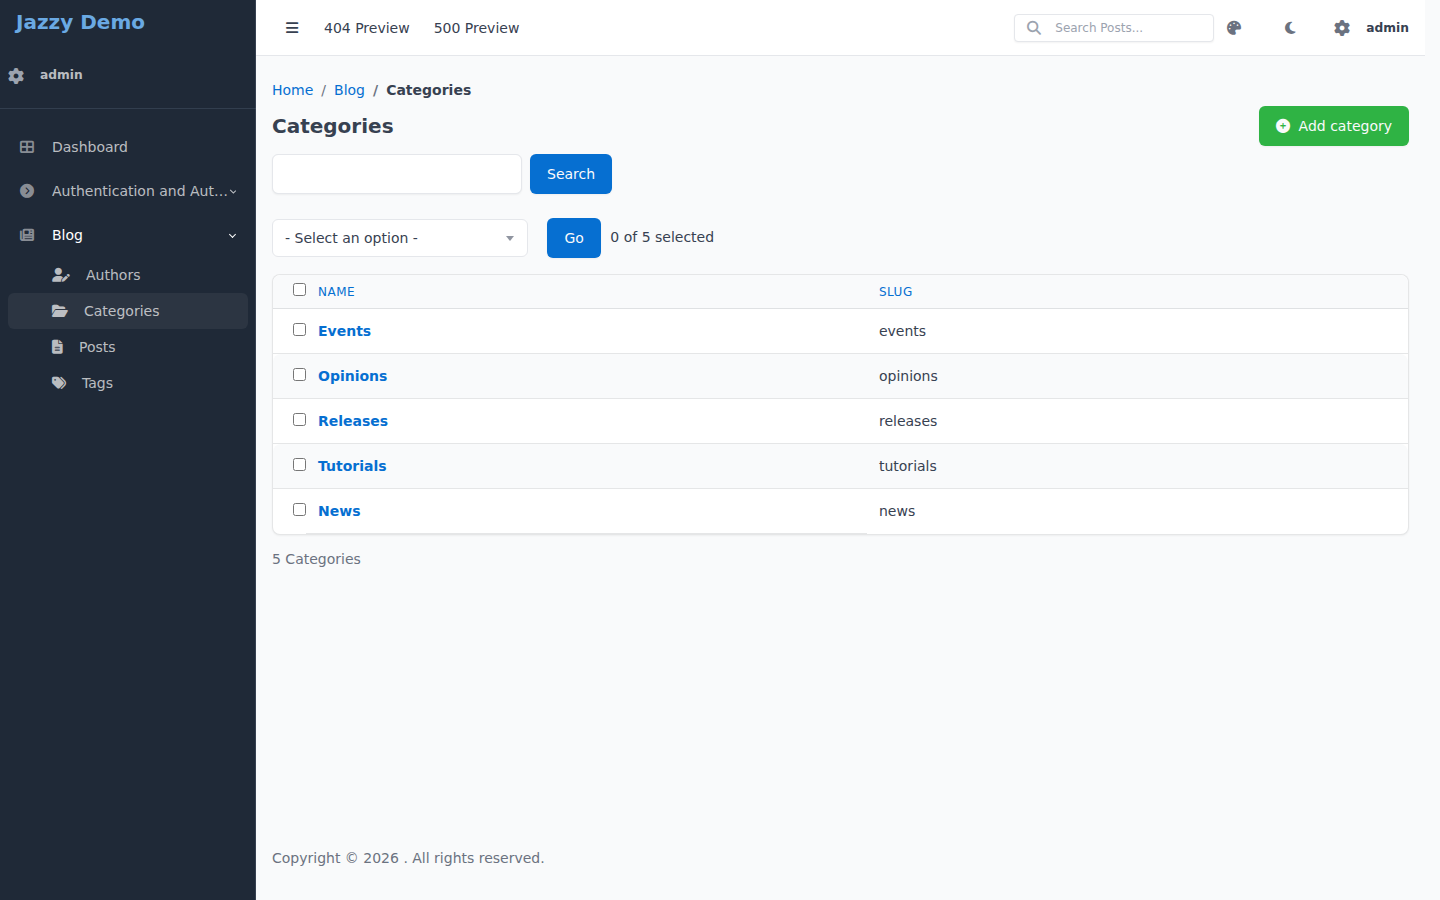 Jazzy Demo
admin
Dashboard
Authentication and Aut...
Blog
Authors
Categories
Posts
Tags
404 Preview
500 Preview
Search Posts...
admin
Home / Blog / Categories
Categories
Add category
Search
- Select an option -
Go
0 of 5 selected
NAME SLUG
Events events
Opinions opinions
Releases releases
Tutorials tutorials
News news
5 Categories
Copyright © 2026 . All rights reserved.